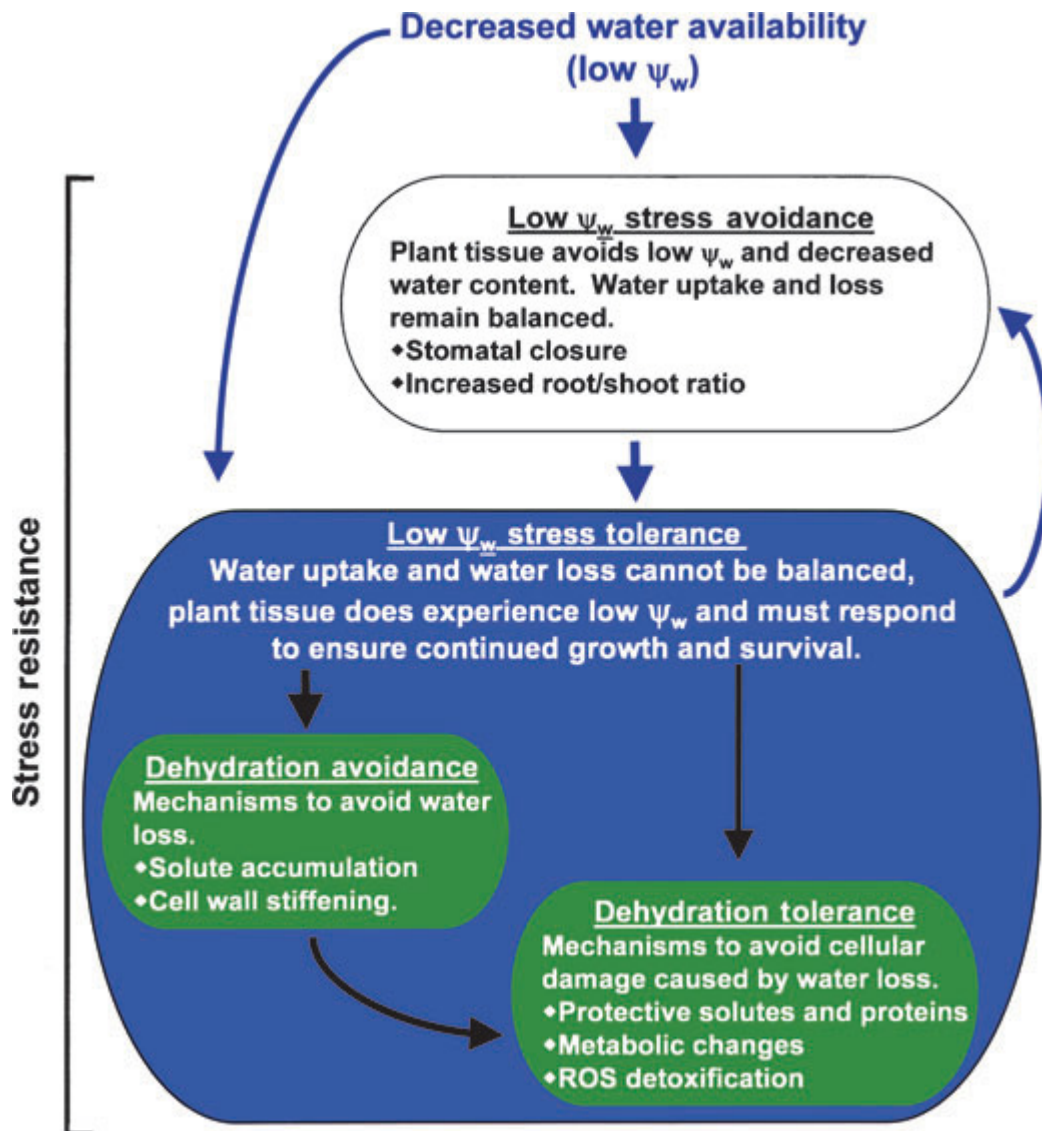 Decreased water availability
(low ψw)
Low ψw stress avoidance
Plant tissue avoids low ψw and decreased
water content. Water uptake and loss
remain balanced.
◆Stomatal closure
◆Increased root/shoot ratio
Stress resistance
Low ψw stress tolerance
Water uptake and water loss cannot be balanced,
plant tissue does experience low ψw and must respond
to ensure continued growth and survival.
Dehydration avoidance
Mechanisms to avoid water
loss.
◆Solute accumulation
◆Cell wall stiffening.
Dehydration tolerance
Mechanisms to avoid cellular
damage caused by water loss.
◆Protective solutes and proteins
◆Metabolic changes
◆ROS detoxification